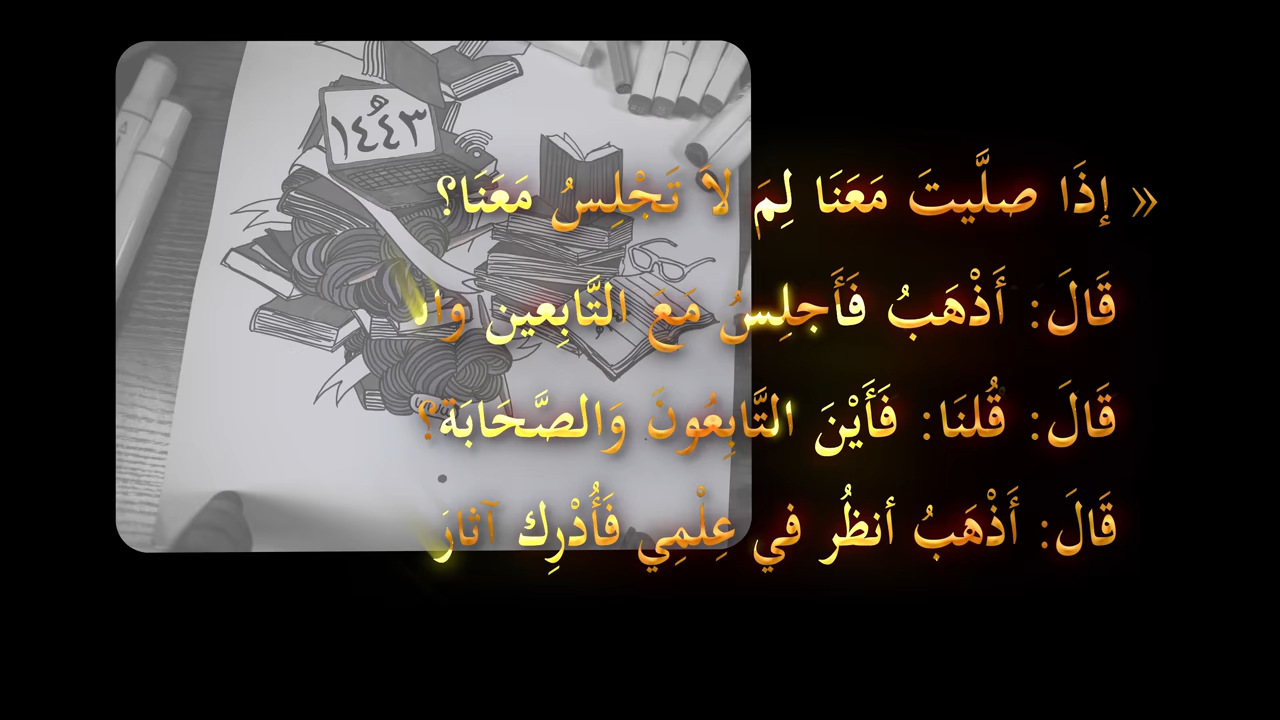 ١٤٤٣
« إِذَا صلَّيتَ مَعَنَا لِمَ لاَ تَجْلِسُ مَعَنَا؟
قَالَ: أَذْهَبُ فَأَجلِسُ مَعَ التَّابِعين
قَالَ: قُلنَا: فَأَيْنَ التَّابِعُونَ وَالصَّحَابَة؟
قَالَ: أَذْهَبُ أنظُر في عِلْمِي فَأُدْرِك آثارَ